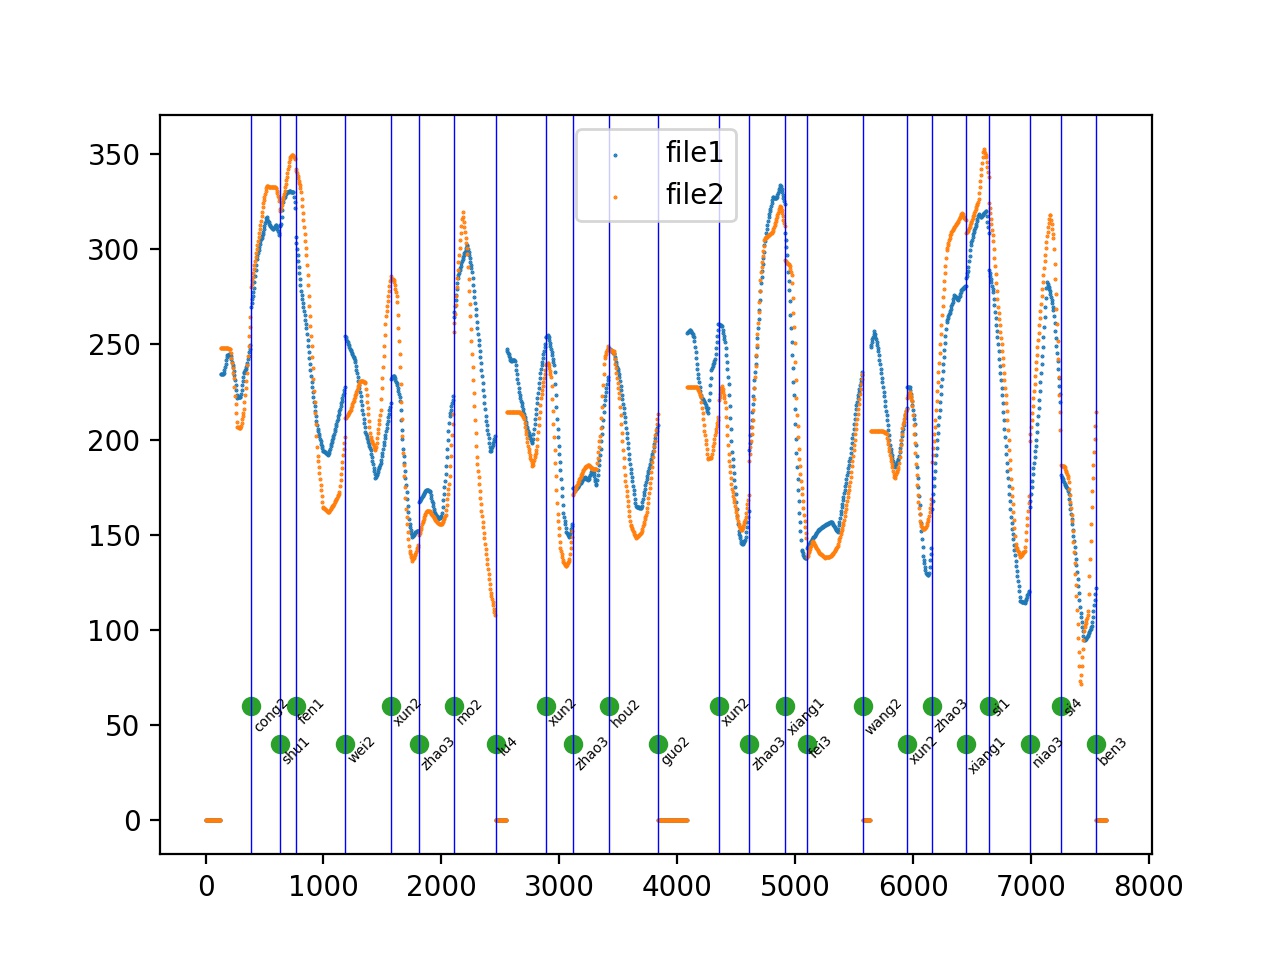 file1
file2
350
300
250
200
150
100
50
0
cong2
shu1
fen1
wei2
xun2
zhao3
mo2
lu4
xun2
zhao3
hou2
guo2
xun2
zhao3
xiang1
fei3
wang2
xun2
zhao3
xiang1
si1
niao3
si4
ben3
0 1000 2000 3000 4000 5000 6000 7000 8000